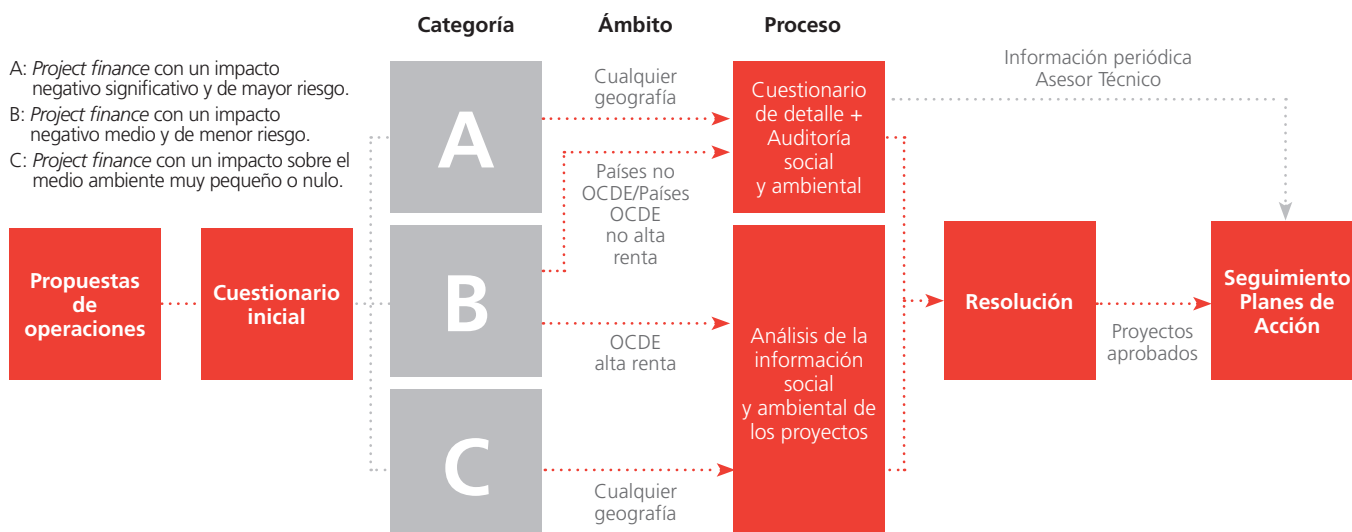 Categoría
Ámbito
Proceso
A: Project finance con un impacto
negativo significativo y de mayor riesgo.
B: Project finance con un impacto
negativo medio y de menor riesgo.
C: Project finance con un impacto sobre el
medio ambiente muy pequeño o nulo.
Propuestas
de
operaciones
Cuestionario
inicial
A
B
C
Cualquier
geografía
Países no
OCDE/Países
OCDE
no alta
renta
OCDE
alta renta
Cualquier
geografía
Cuestionario
de detalle +
Auditoría
social
y ambiental
Análisis de la
información
social
y ambiental de
los proyectos
Información periódica
Asesor Técnico
Resolución
Proyectos
aprobados
Seguimiento
Planes de
Acción